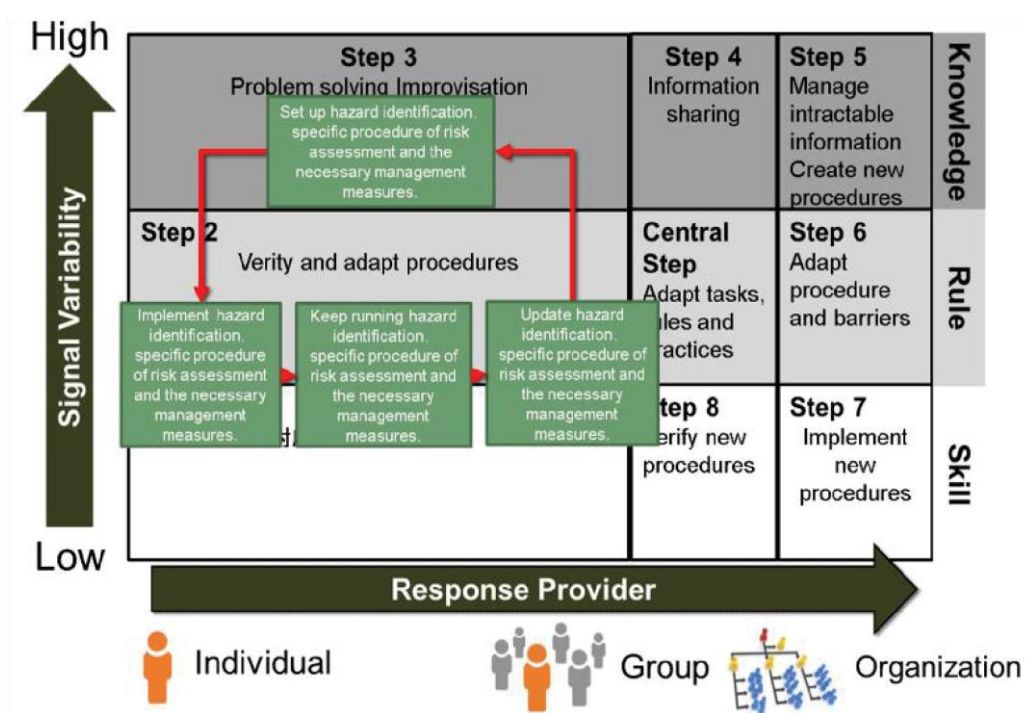 High
Low
Signal Variability
Step 3
Problem solving Improvisation
Set up hazard identification.
specific procedure of risk
assessment and the
necessary management
measures.
Step 4
Information
sharing
Step 5
Manage
intractable
information
Create new
procedures
Knowledge
Step 2
Verity and adapt procedures
Implement hazard
identification.
specific procedure
of risk assessment
and the necessary
management
measures.
Keep running hazard
identification.
specific procedure of
risk assessment and
the necessary
management
measures.
Update hazard
identification.
specific procedure of
risk assessment and
the necessary
management
measures.
Central
Step
Adapt tasks,
and
Step 6
Adapt
procedure
and barriers
Rule
8
new
procedures
Step 7
Implement
new
procedures
Skill
Response Provider
Individual
Group
Organization